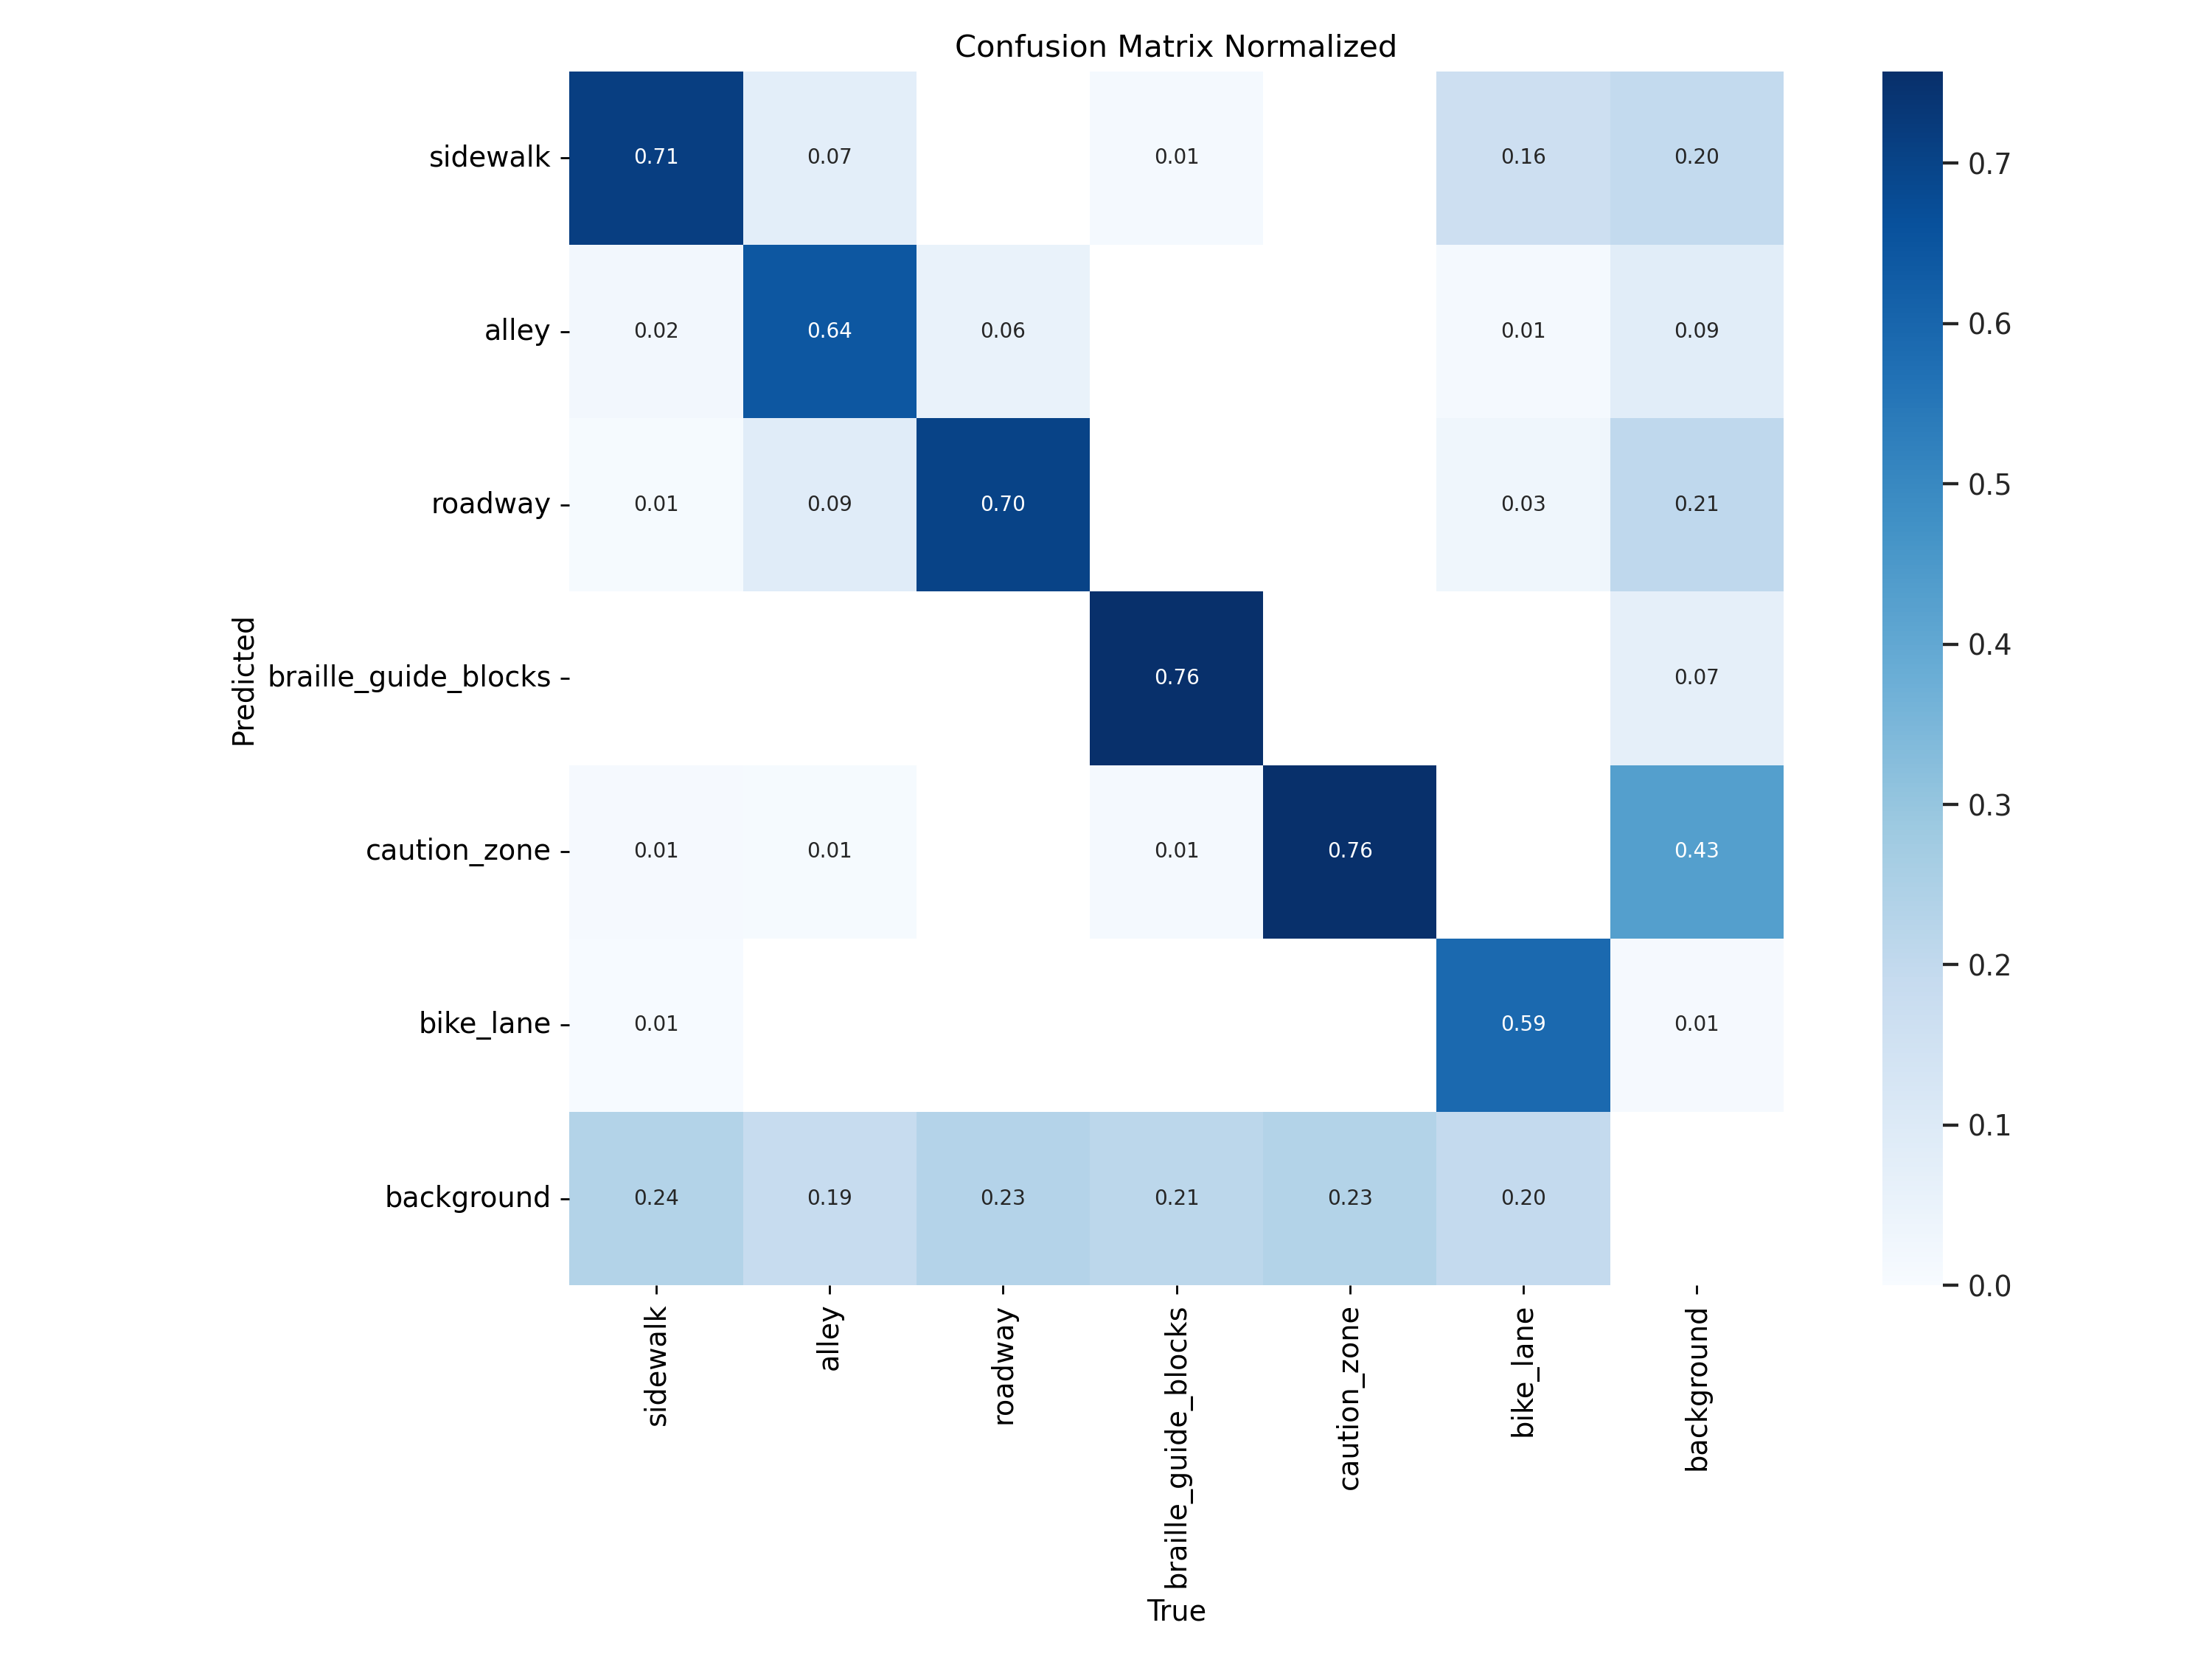 Confusion Matrix Normalized
Predicted
sidewalk 0.71 0.07 0.01 0.16 0.20
alley 0.02 0.64 0.06 0.01 0.09
roadway 0.01 0.09 0.70 0.03 0.21
braille_guide_blocks 0.76 0.07
caution_zone 0.01 0.01 0.01 0.76 0.43
bike_lane 0.01 0.59 0.01
background 0.24 0.19 0.23 0.21 0.23 0.20
sidewalk
alley
roadway
braille_guide_blocks
caution_zone
bike_lane
background
True
0.7
0.6
0.5
0.4
0.3
0.2
0.1
0.0